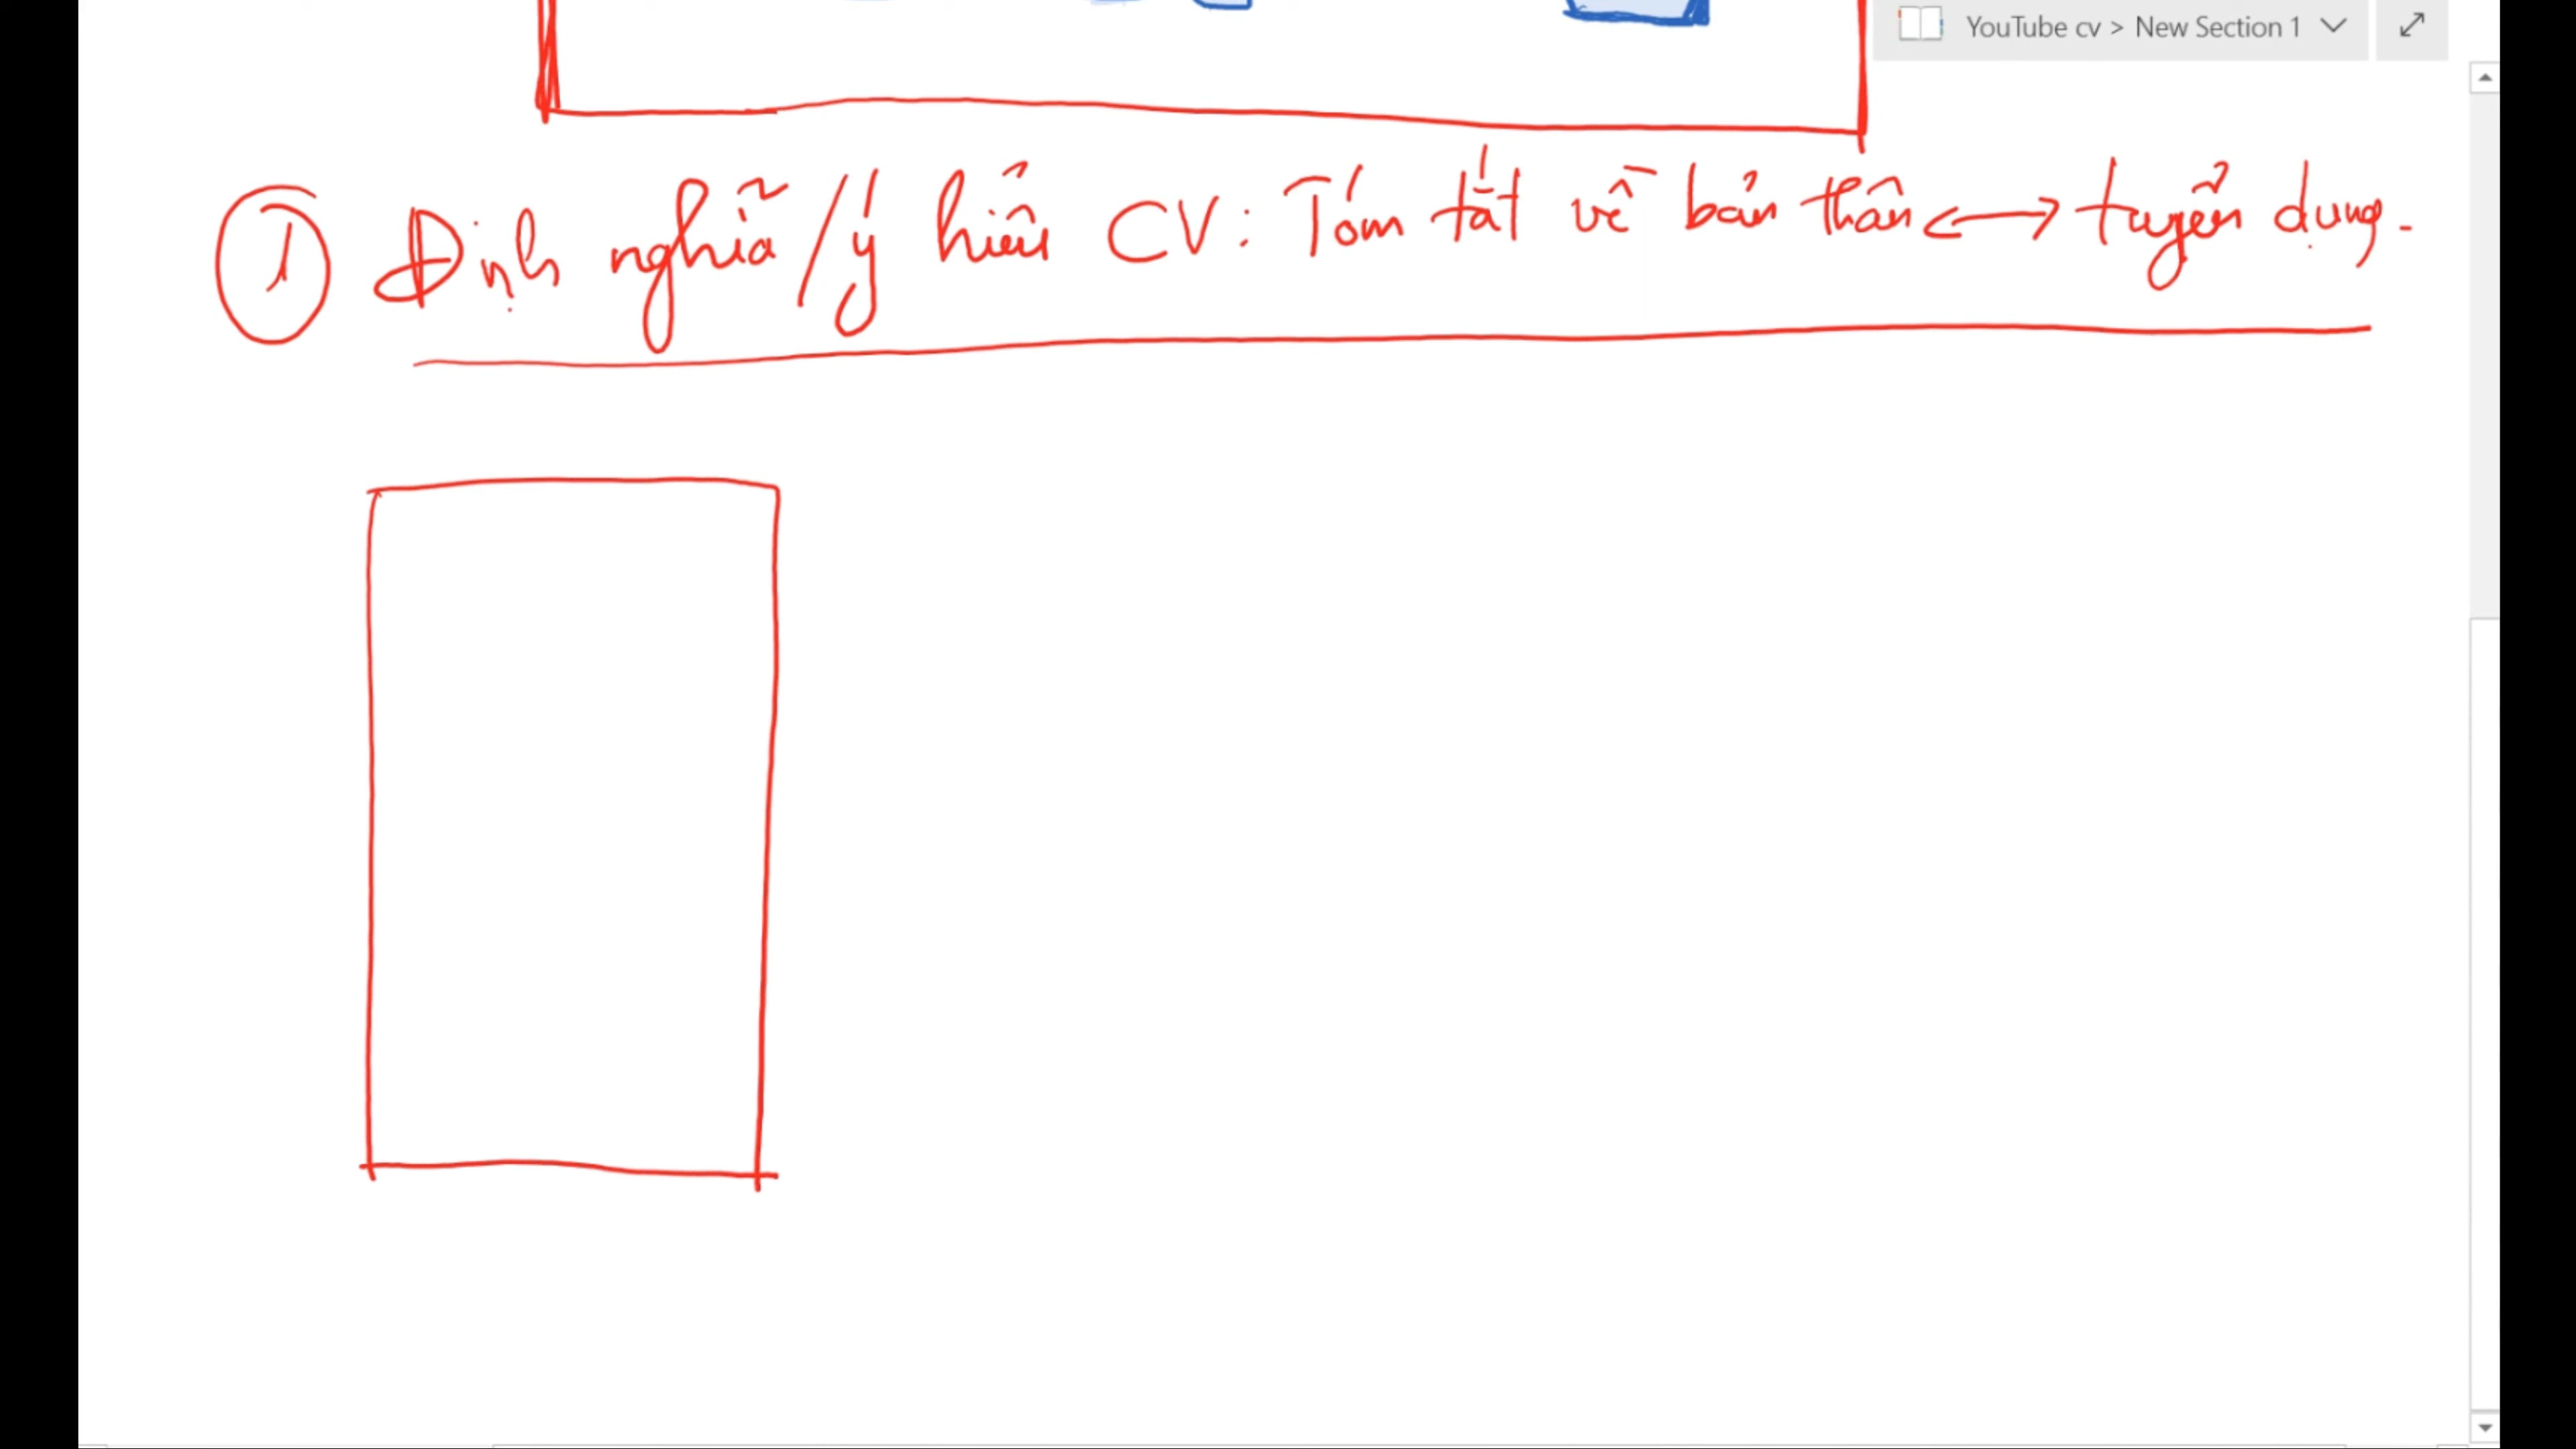 YouTube cv > New Section 1
① Định nghĩa / ý hiểu CV: Tóm tắt về bản thân ⟷ tuyển dụng.